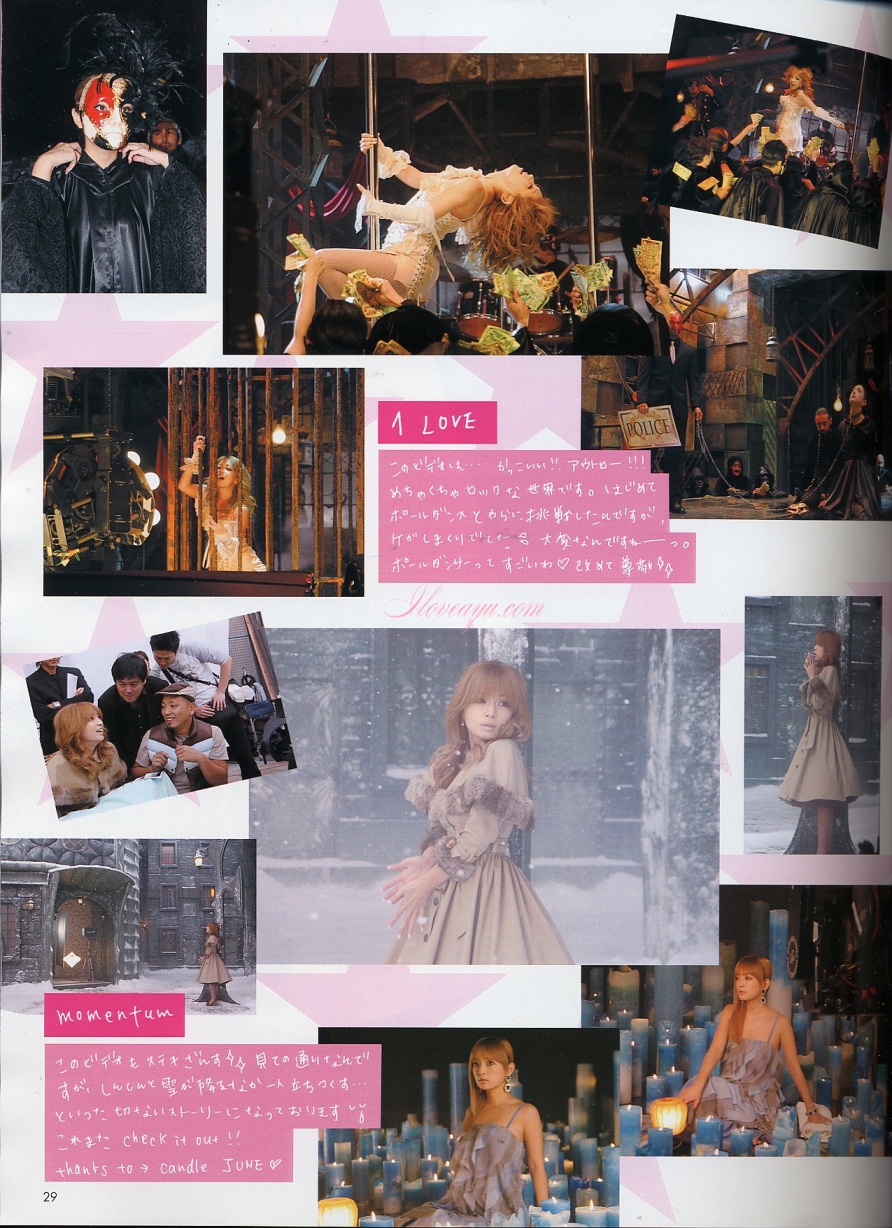 POLICE
1 LOVE
このビデオは‥‥かっこいい!! アウトロー!!!
めちゃくちゃロックな世界です。はじめて
ポールダンスとやらに挑戦したんですが、
ケガしまくりでした 大変なんですねーっ。
ポールダンサーってすごいわ♡改めて尊敬
Iloveayu.com
momentum
このビデオもステキざんす 見ての通りなんで
すが、しんしんと雪が降るなか一人立ちつくす…
といった切ないストーリーになっております
これまた check it out!!
thanks to → candle JUNE♡
29